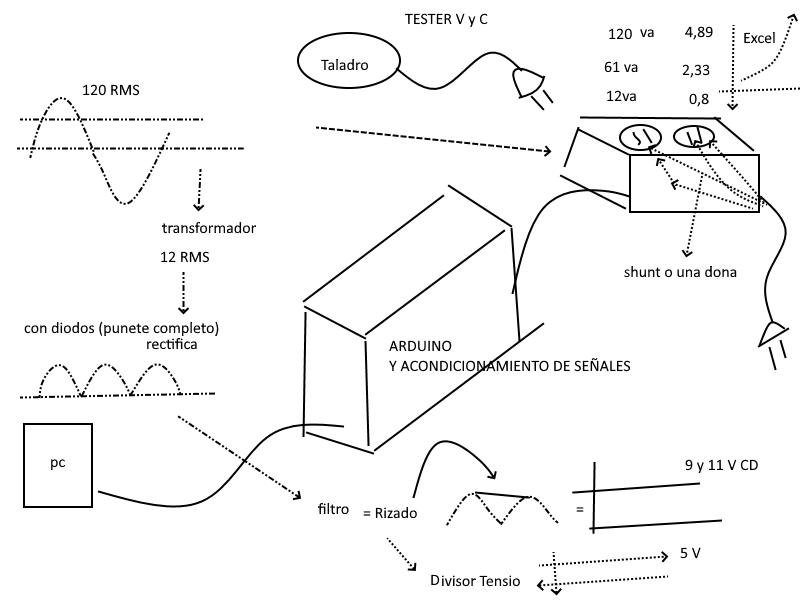 TESTER V y C
120 va 4,89
Excel
Taladro
61 va 2,33
12va 0,8
120 RMS
transformador
12 RMS
shunt o una dona
con diodos (punete completo)
rectifica
ARDUINO
Y ACONDICIONAMIENTO DE SEÑALES
pc
9 y 11 V CD
filtro = Rizado
=
5 V
Divisor Tensio